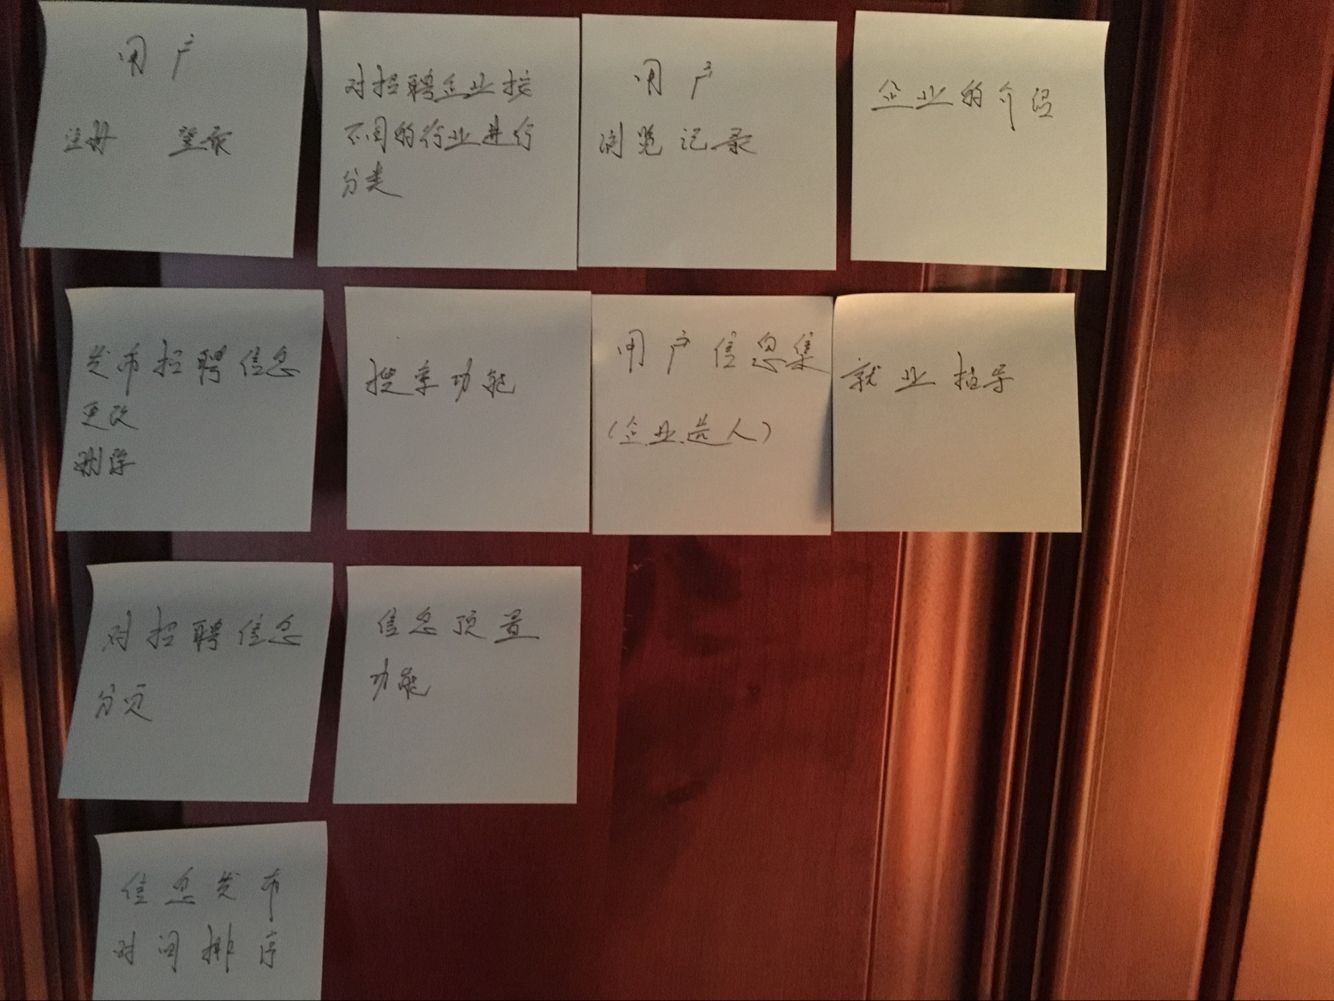 用户
注册 登录
对招聘企业按
不同的行业进行
分类
用户
浏览记录
企业的介绍
发布招聘信息
更改
删除
搜索功能
用户信息集
(企业选人)
就业指导
对招聘信息
分页
信息顶置
功能
信息发布
时间排序